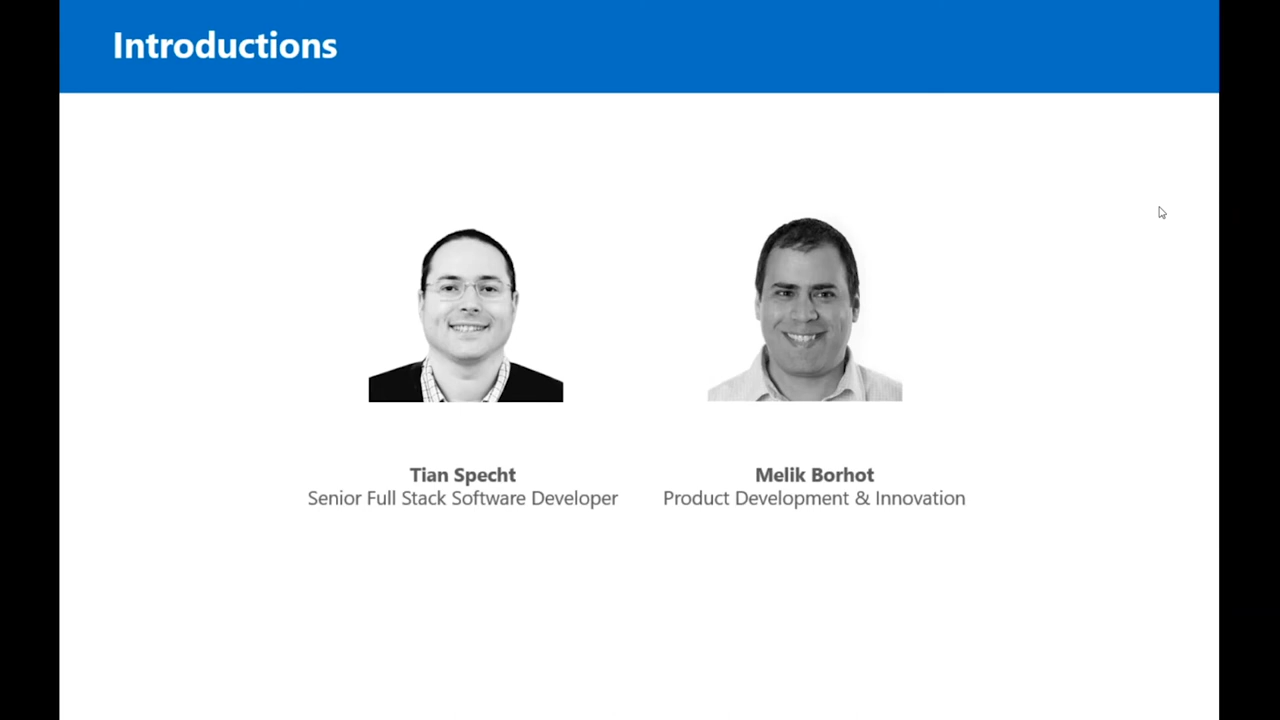 Introductions
Tian Specht
Senior Full Stack Software Developer
Melik Borhot
Product Development & Innovation